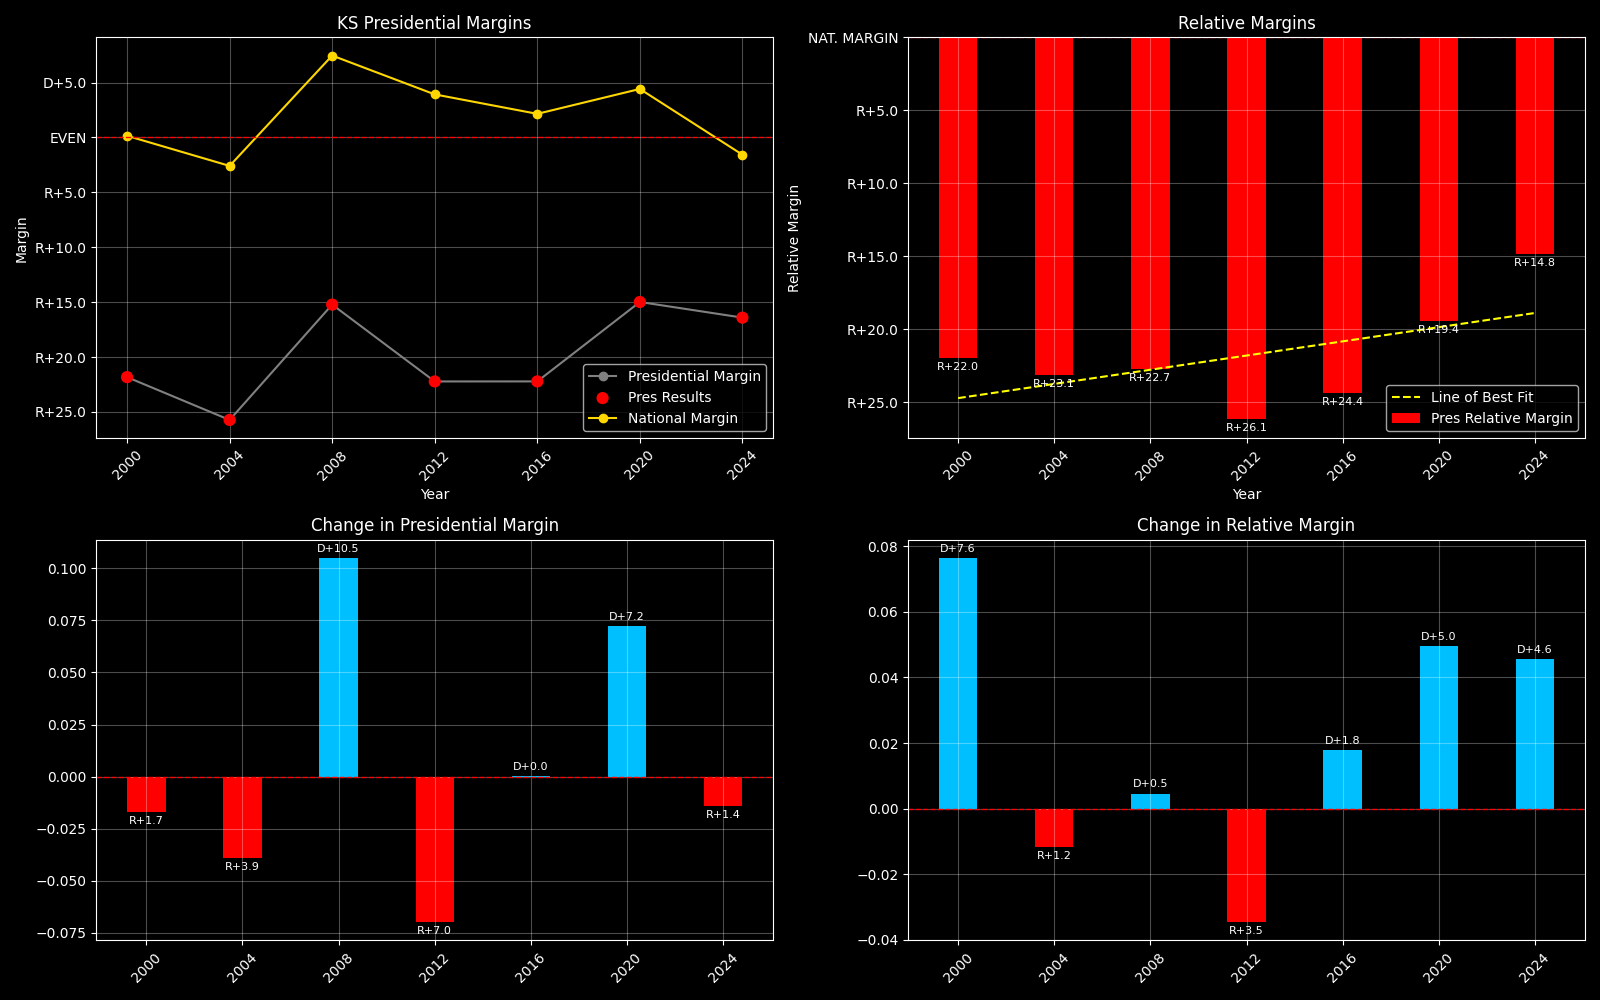 KS Presidential Margins
D+5.0
EVEN
R+5.0
R+10.0
R+15.0
R+20.0
R+25.0
Margin
Presidential Margin
Pres Results
National Margin
2000
2004
2008
2012
2016
2020
2024
Year
Relative Margins
NAT. MARGIN
R+5.0
R+10.0
R+15.0
R+20.0
R+25.0
Relative Margin
R+22.0
R+23.1
R+22.7
R+26.1
R+24.4
R+19.4
R+14.8
Line of Best Fit
Pres Relative Margin
2000
2004
2008
2012
2016
2020
2024
Year
Change in Presidential Margin
0.100
0.075
0.050
0.025
0.000
−0.025
−0.050
−0.075
R+1.7
R+3.9
D+10.5
R+7.0
D+0.0
D+7.2
R+1.4
2000
2004
2008
2012
2016
2020
2024
Change in Relative Margin
0.08
0.06
0.04
0.02
0.00
−0.02
−0.04
D+7.6
R+1.2
D+0.5
R+3.5
D+1.8
D+5.0
D+4.6
2000
2004
2008
2012
2016
2020
2024